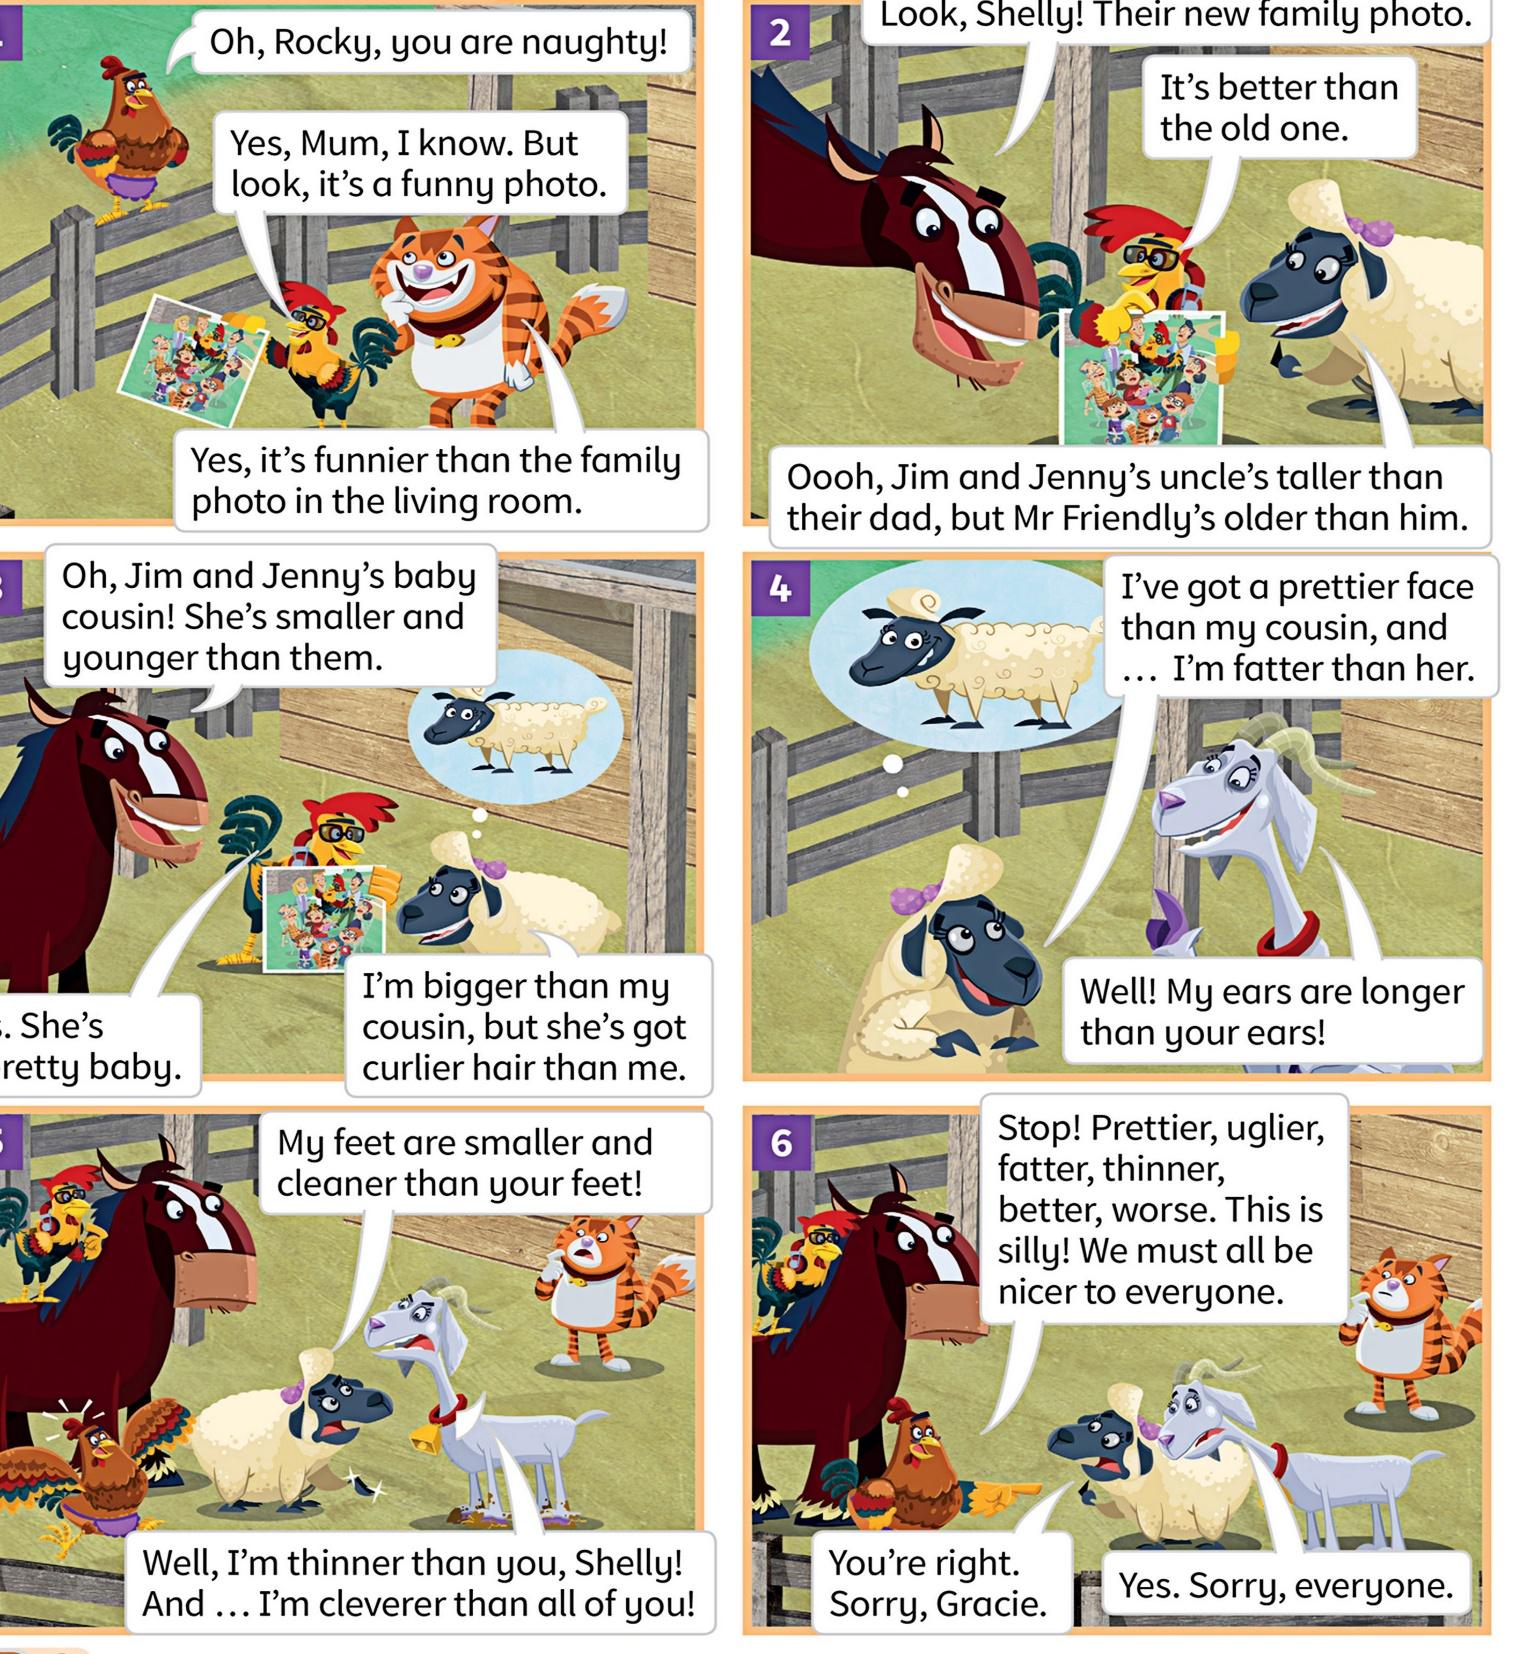 Oh, Rocky, you are naughty!
Yes, Mum, I know. But
look, it's a funny photo.
Yes, it's funnier than the family
photo in the living room.
2
Look, Shelly! Their new family photo.
It's better than
the old one.
Oooh, Jim and Jenny's uncle's taller than
their dad, but Mr Friendly's older than him.
Oh, Jim and Jenny's baby
cousin! She's smaller and
younger than them.
She's
baby.
I'm bigger than my
cousin, but she's got
curlier hair than me.
4
I've got a prettier face
than my cousin, and
... I'm fatter than her.
Well! My ears are longer
than your ears!
5
My feet are smaller and
cleaner than your feet!
Well, I'm thinner than you, Shelly!
And ... I'm cleverer than all of you!
6
Stop! Prettier, uglier,
fatter, thinner,
better, worse. This is
silly! We must all be
nicer to everyone.
You're right.
Sorry, Gracie.
Yes. Sorry, everyone.